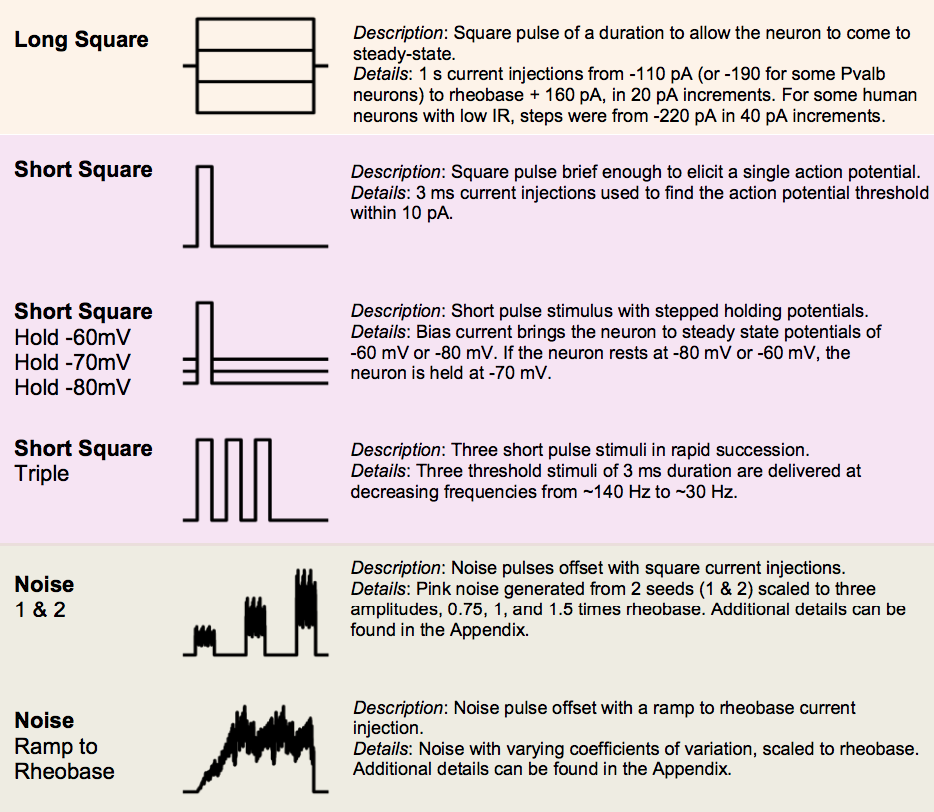 Long Square
Description: Square pulse of a duration to allow the neuron to come to
steady-state.
Details: 1 s current injections from -110 pA (or -190 for some Pvalb
neurons) to rheobase + 160 pA, in 20 pA increments. For some human
neurons with low IR, steps were from -220 pA in 40 pA increments.
Short Square
Description: Square pulse brief enough to elicit a single action potential.
Details: 3 ms current injections used to find the action potential threshold
within 10 pA.
Short Square
Hold -60mV
Hold -70mV
Hold -80mV
Description: Short pulse stimulus with stepped holding potentials.
Details: Bias current brings the neuron to steady state potentials of
-60 mV or -80 mV. If the neuron rests at -80 mV or -60 mV, the
neuron is held at -70 mV.
Short Square
Triple
Description: Three short pulse stimuli in rapid succession.
Details: Three threshold stimuli of 3 ms duration are delivered at
decreasing frequencies from ~140 Hz to ~30 Hz.
Noise
1 & 2
Description: Noise pulses offset with square current injections.
Details: Pink noise generated from 2 seeds (1 & 2) scaled to three
amplitudes, 0.75, 1, and 1.5 times rheobase. Additional details can be
found in the Appendix.
Noise
Ramp to
Rheobase
Description: Noise pulse offset with a ramp to rheobase current
injection.
Details: Noise with varying coefficients of variation, scaled to rheobase.
Additional details can be found in the Appendix.